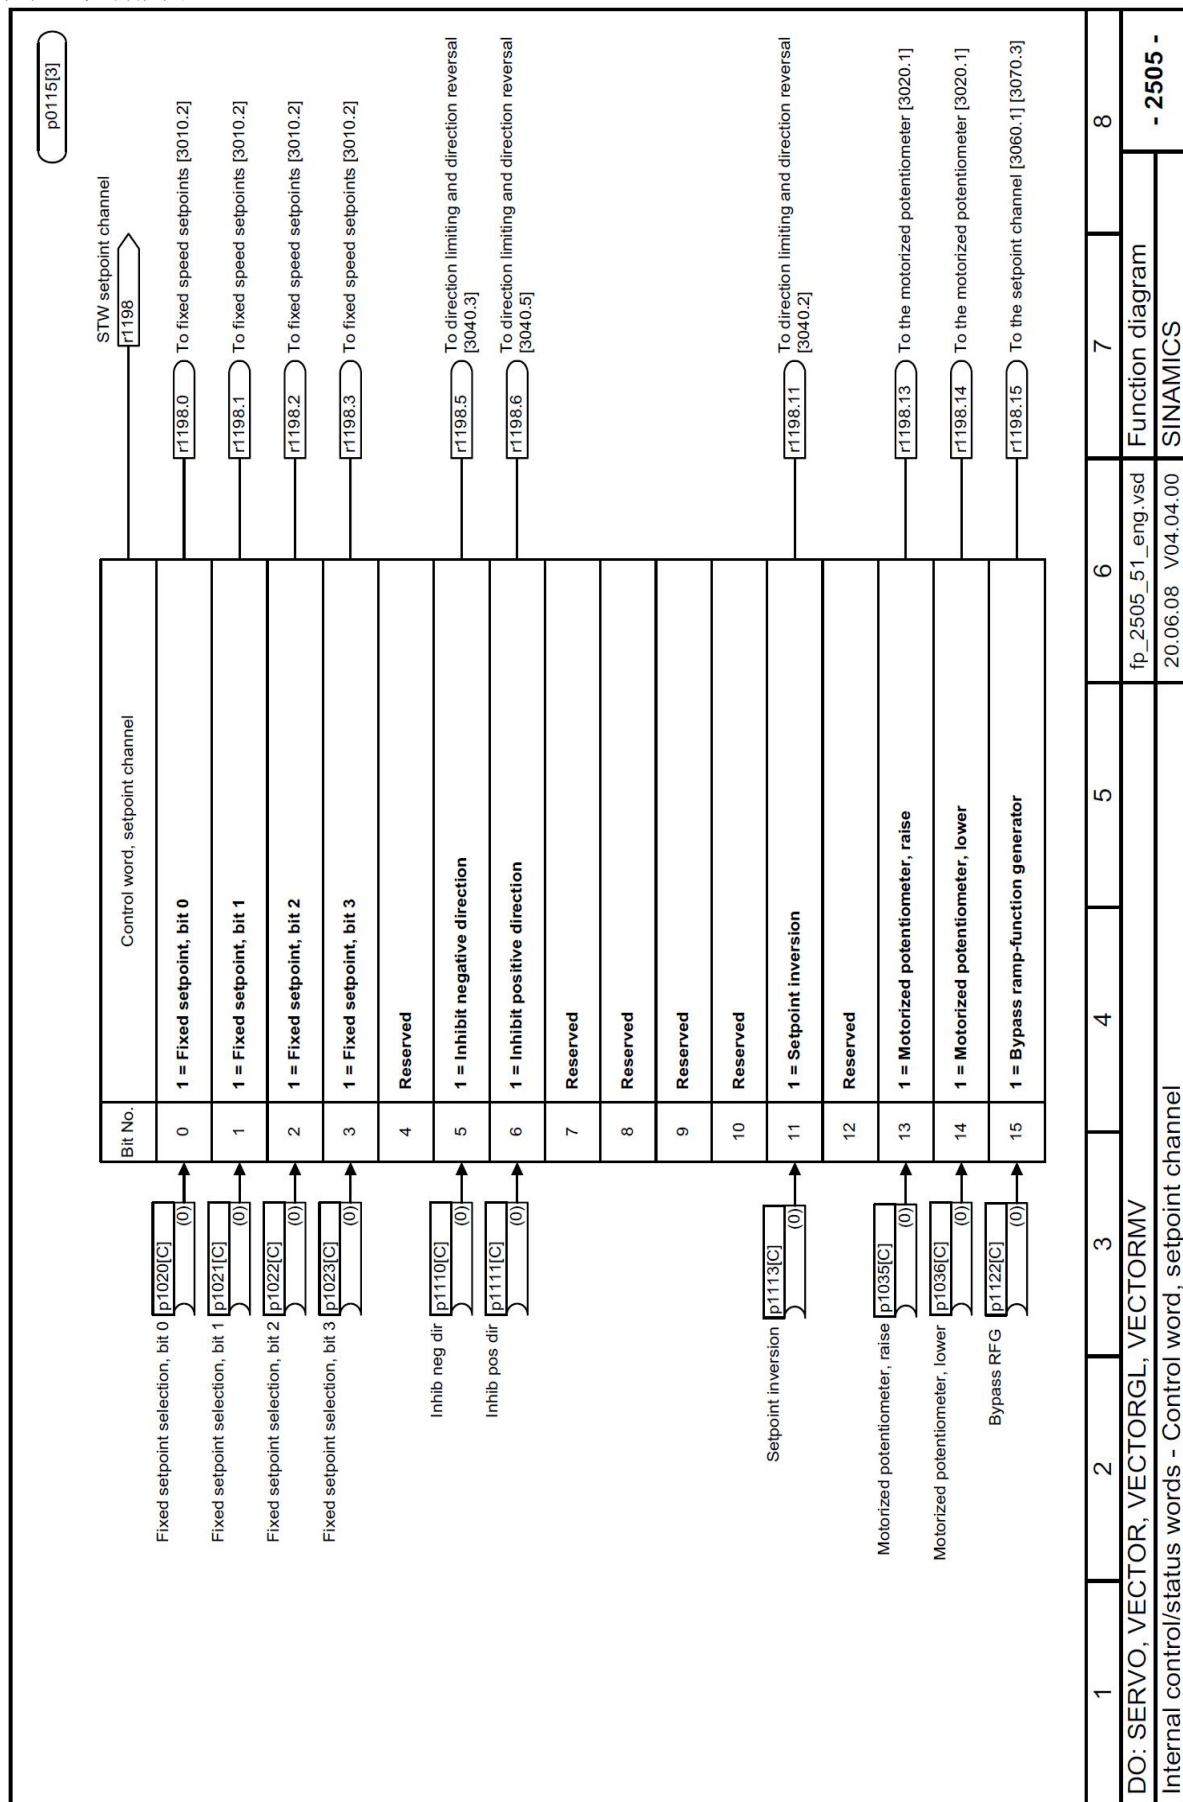 p0115[3]
STW setpoint channel
r1198
Bit No. Control word, setpoint channel
Fixed setpoint selection, bit 0 p1020[C] (0) 0 1 = Fixed setpoint, bit 0 r1198.0 To fixed speed setpoints [3010.2]
Fixed setpoint selection, bit 1 p1021[C] (0) 1 1 = Fixed setpoint, bit 1 r1198.1 To fixed speed setpoints [3010.2]
Fixed setpoint selection, bit 2 p1022[C] (0) 2 1 = Fixed setpoint, bit 2 r1198.2 To fixed speed setpoints [3010.2]
Fixed setpoint selection, bit 3 p1023[C] (0) 3 1 = Fixed setpoint, bit 3 r1198.3 To fixed speed setpoints [3010.2]
4 Reserved
Inhib neg dir p1110[C] (0) 5 1 = Inhibit negative direction r1198.5 To direction limiting and direction reversal
[3040.3]
Inhib pos dir p1111[C] (0) 6 1 = Inhibit positive direction r1198.6 To direction limiting and direction reversal
[3040.5]
7 Reserved
8 Reserved
9 Reserved
10 Reserved
Setpoint inversion p1113[C] (0) 11 1 = Setpoint inversion r1198.11 To direction limiting and direction reversal
[3040.2]
12 Reserved
Motorized potentiometer, raise p1035[C] (0) 13 1 = Motorized potentiometer, raise r1198.13 To the motorized potentiometer [3020.1]
Motorized potentiometer, lower p1036[C] (0) 14 1 = Motorized potentiometer, lower r1198.14 To the motorized potentiometer [3020.1]
Bypass RFG p1122[C] (0) 15 1 = Bypass ramp-function generator r1198.15 To the setpoint channel [3060.1] [3070.3]
1 2 3 4 5 6 7 8
DO: SERVO, VECTOR, VECTORGL, VECTORMV fp_2505_51_eng.vsd Function diagram - 2505 -
Internal control/status words - Control word, setpoint channel 20.06.08 V04.04.00 SINAMICS